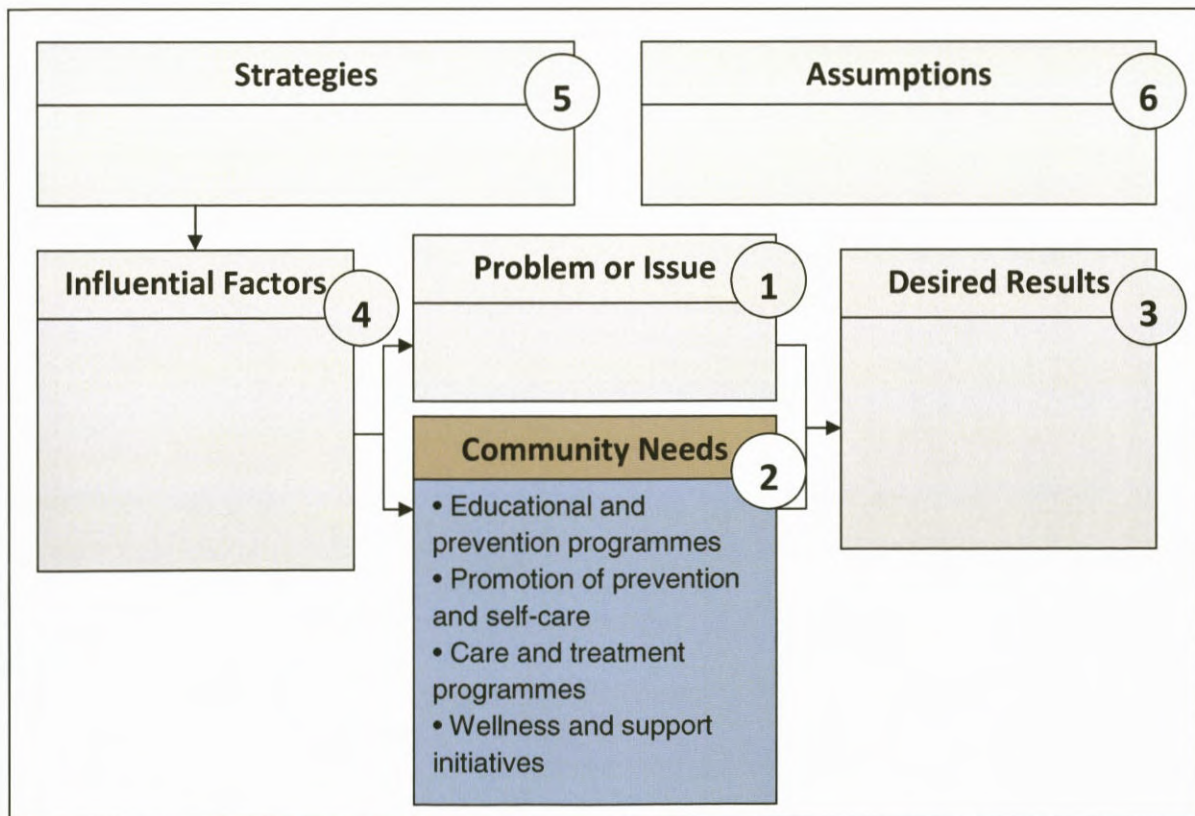 Strategies
5
Assumptions
6
Influential Factors
4
Problem or Issue
1
Desired Results
3
Community Needs
2
• Educational and
prevention programmes
• Promotion of prevention
and self-care
• Care and treatment
programmes
• Wellness and support
initiatives